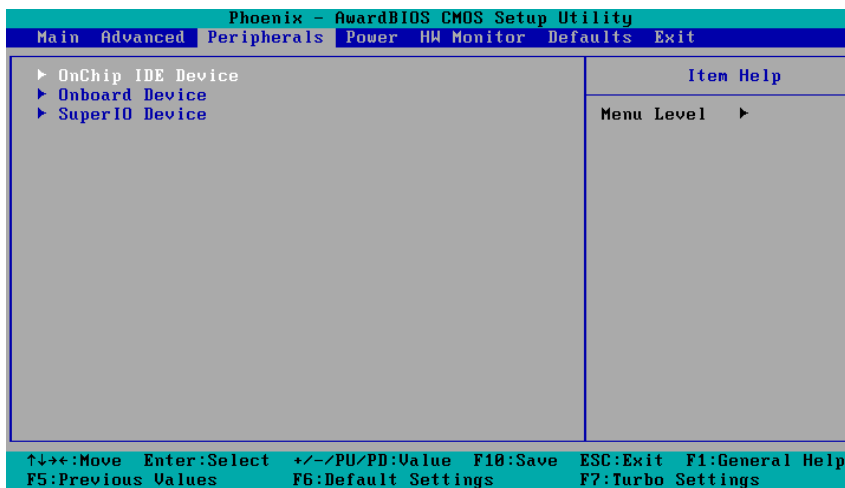 Phoenix - AwardBIOS CMOS Setup Utility
Main Advanced Peripherals Power HW Monitor Defaults Exit
▶ OnChip IDE Device
▶ Onboard Device
▶ SuperIO Device
Item Help
Menu Level ▶
↑↓→←:Move Enter:Select +/-/PU/PD:Value F10:Save ESC:Exit F1:General Help
F5:Previous Values F6:Default Settings F7:Turbo Settings